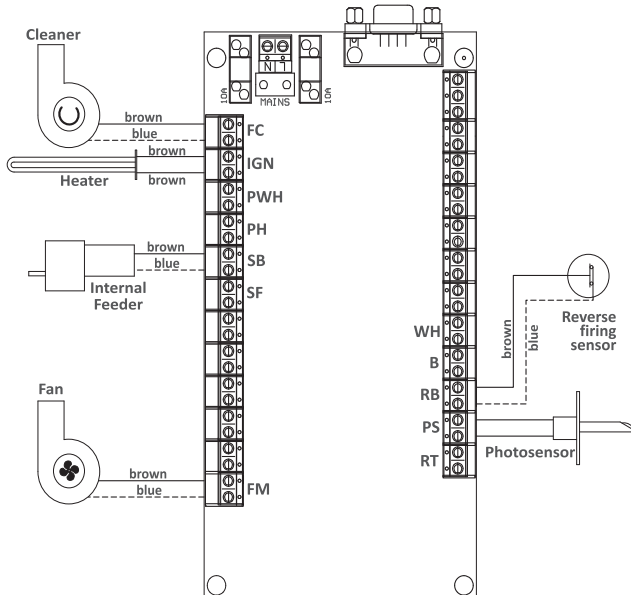 Cleaner
10A
N L
MAINS
10A
brown
blue
FC
brown
IGN
Heater
brown
PWH
PH
brown
SB
blue
Internal
Feeder
SF
Reverse
firing
sensor
brown
blue
WH
B
RB
Fan
PS
Photosensor
RT
brown
blue
FM